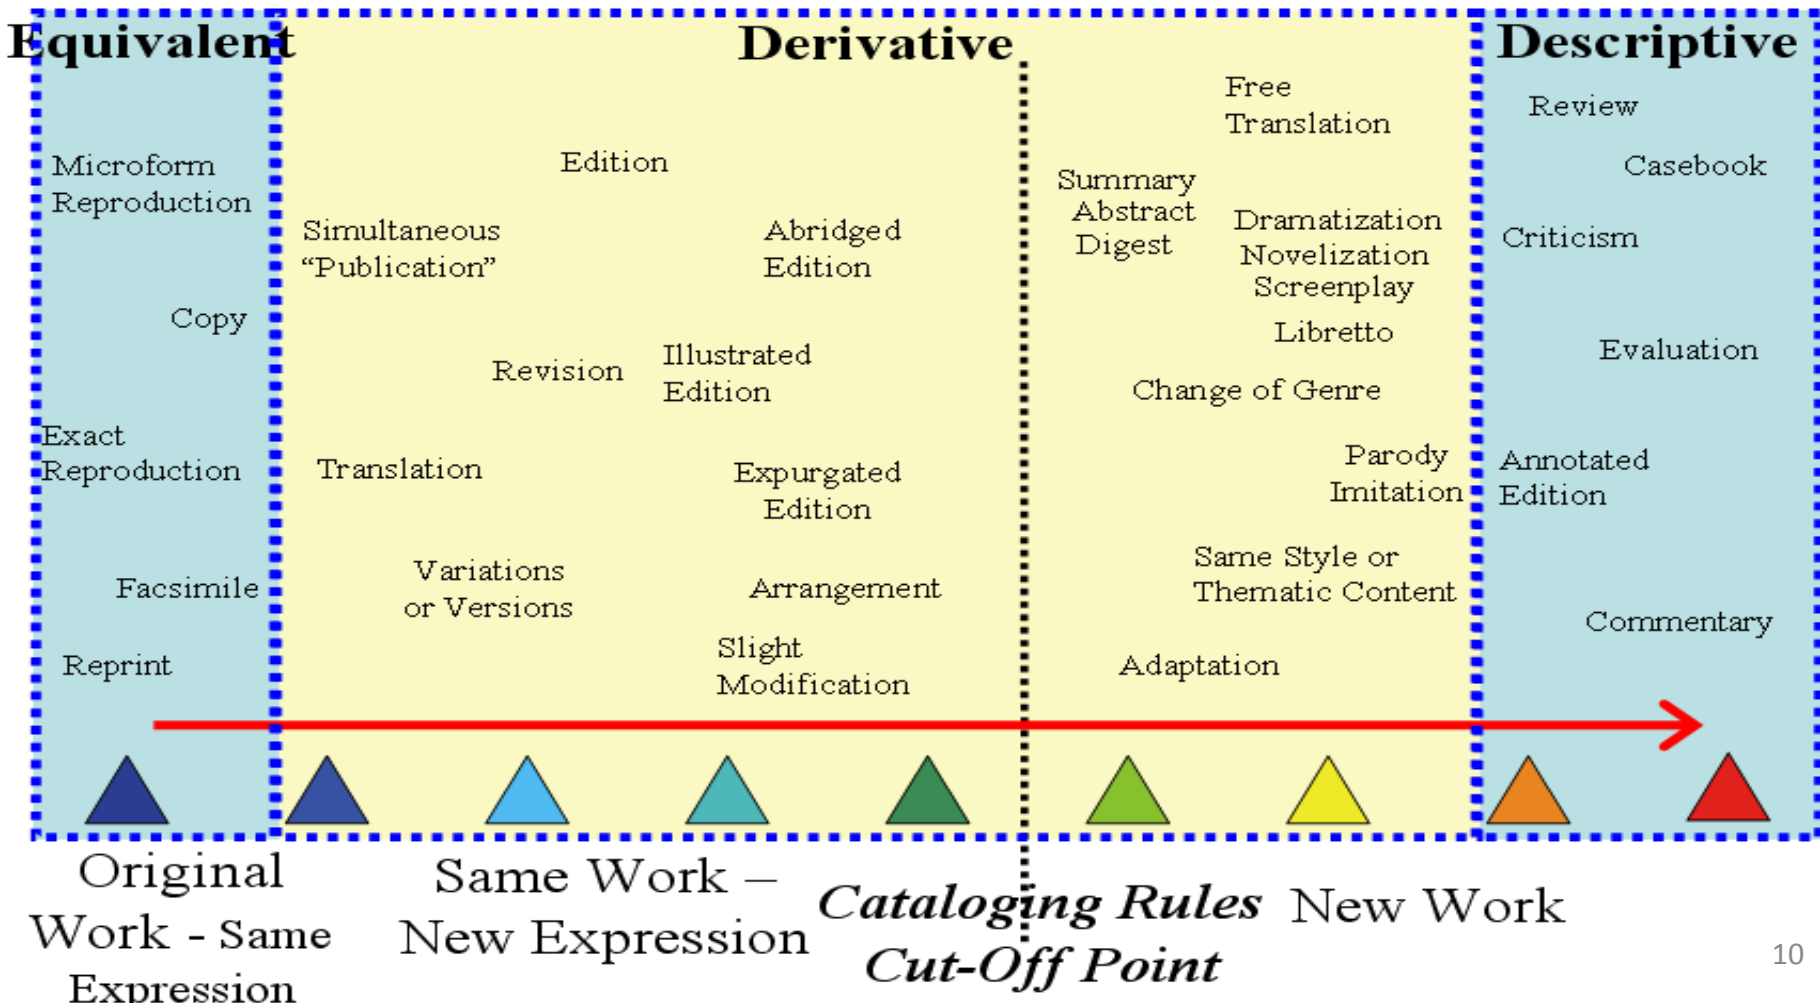 Equivalent
Derivative
Descriptive
Microform
Reproduction
Copy
Exact
Reproduction
Facsimile
Reprint
Edition
Simultaneous
“Publication”
Abridged
Edition
Revision
Illustrated
Edition
Translation
Expurgated
Edition
Variations
or Versions
Arrangement
Slight
Modification
Free
Translation
Summary
Abstract
Digest
Dramatization
Novelization
Screenplay
Libretto
Change of Genre
Parody
Imitation
Same Style or
Thematic Content
Adaptation
Review
Casebook
Criticism
Evaluation
Annotated
Edition
Commentary
Original
Work - Same
Expression
Same Work –
New Expression
Cataloging Rules
Cut-Off Point
New Work
10